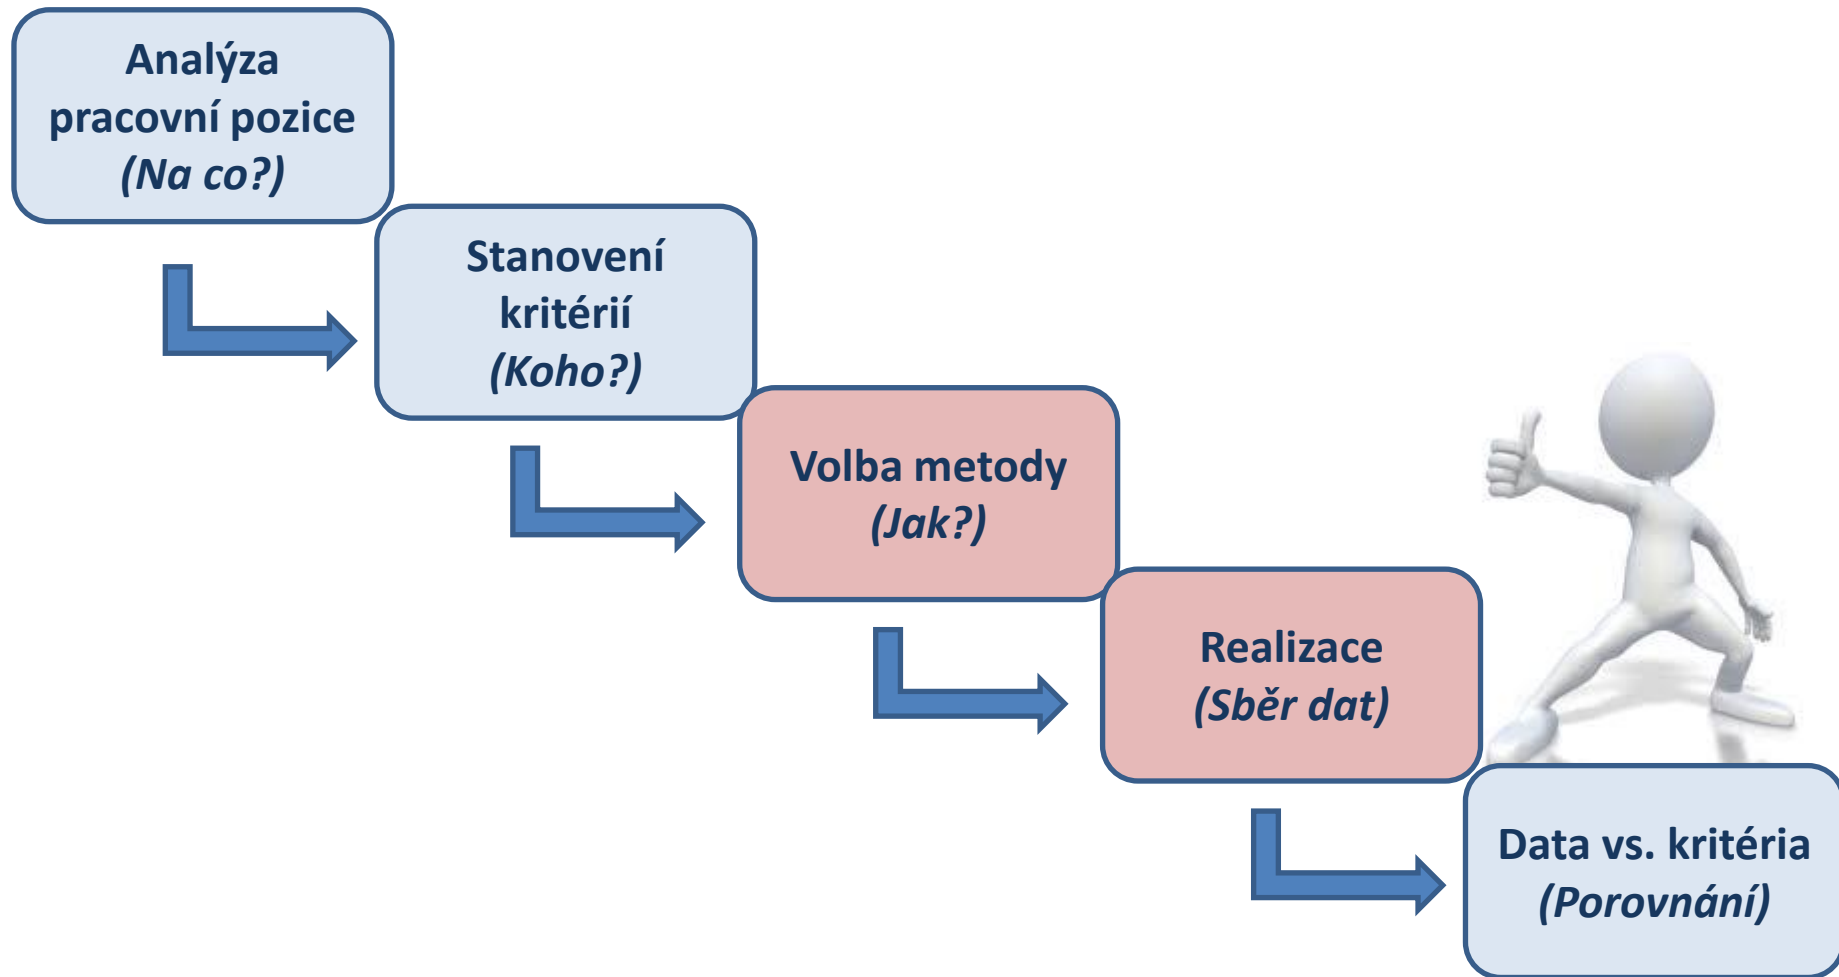 Analýza
pracovní pozice
(Na co?)
Stanovení
kritérií
(Koho?)
Volba metody
(Jak?)
Realizace
(Sběr dat)
Data vs. kritéria
(Porovnání)